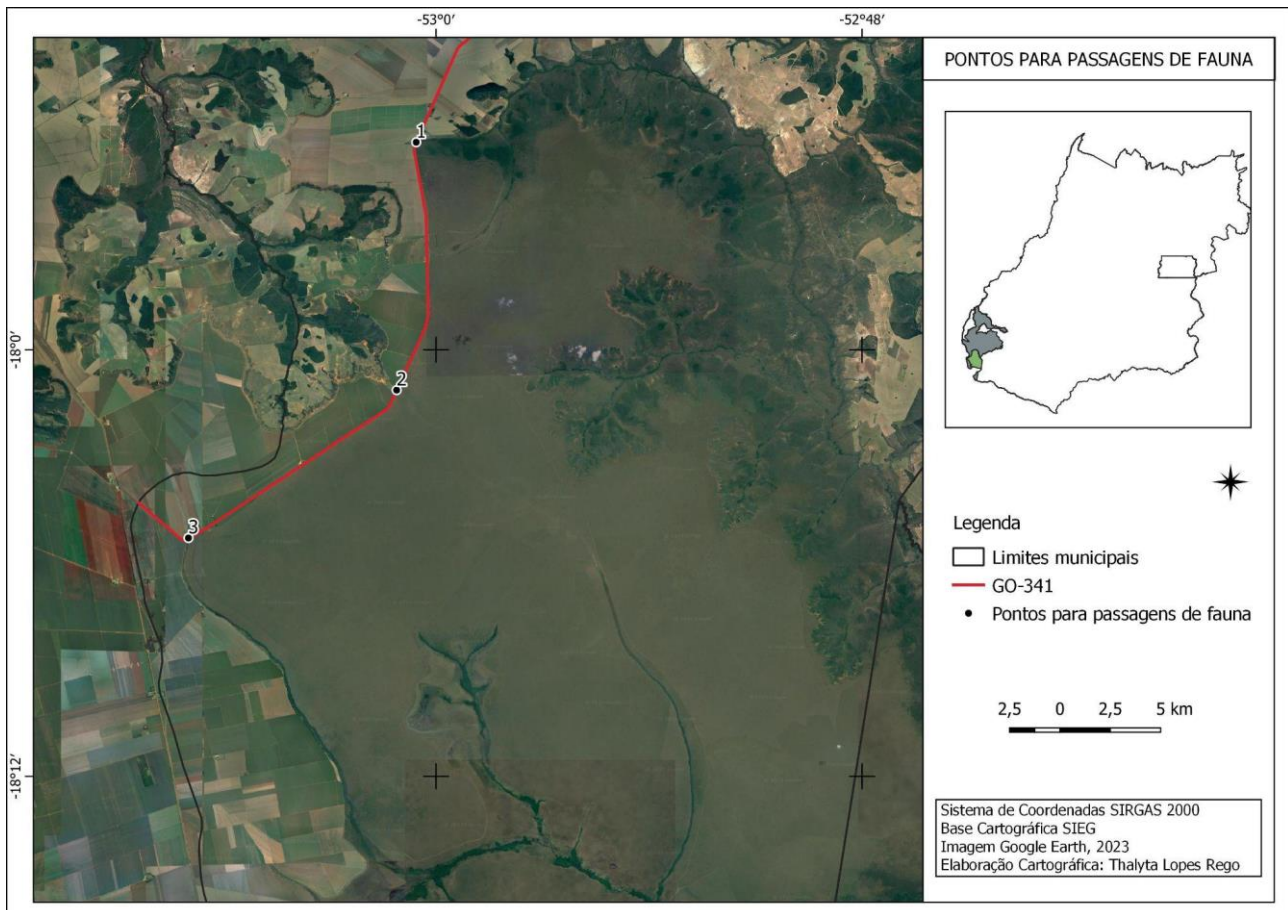 -53°0'
-52°48'
PONTOS PARA PASSAGENS DE FAUNA
1
-18°0'
2
3
-18°12'
Legenda
Limites municipais
GO-341
Pontos para passagens de fauna
2,5 0 2,5 5 km
Sistema de Coordenadas SIRGAS 2000
Base Cartográfica SIEG
Imagem Google Earth, 2023
Elaboração Cartográfica: Thalyta Lopes Rego